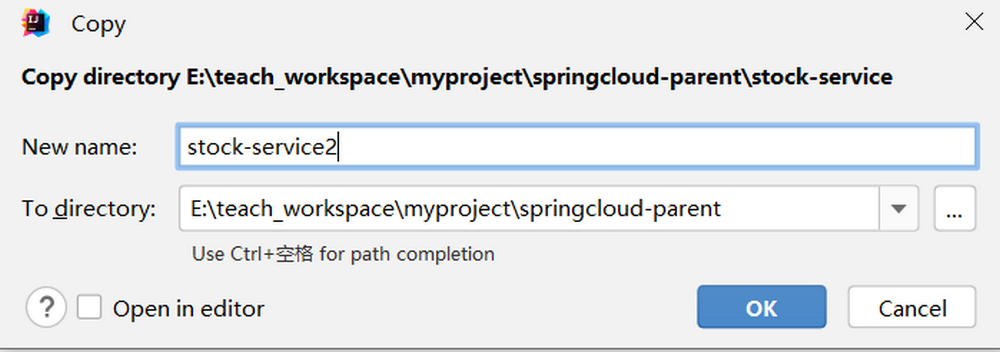 Copy
Copy directory E:\teach_workspace\myproject\springcloud-parent\stock-service
New name: stock-service2
To directory: E:\teach_workspace\myproject\springcloud-parent ...
Use Ctrl+空格 for path completion
? Open in editor OK Cancel